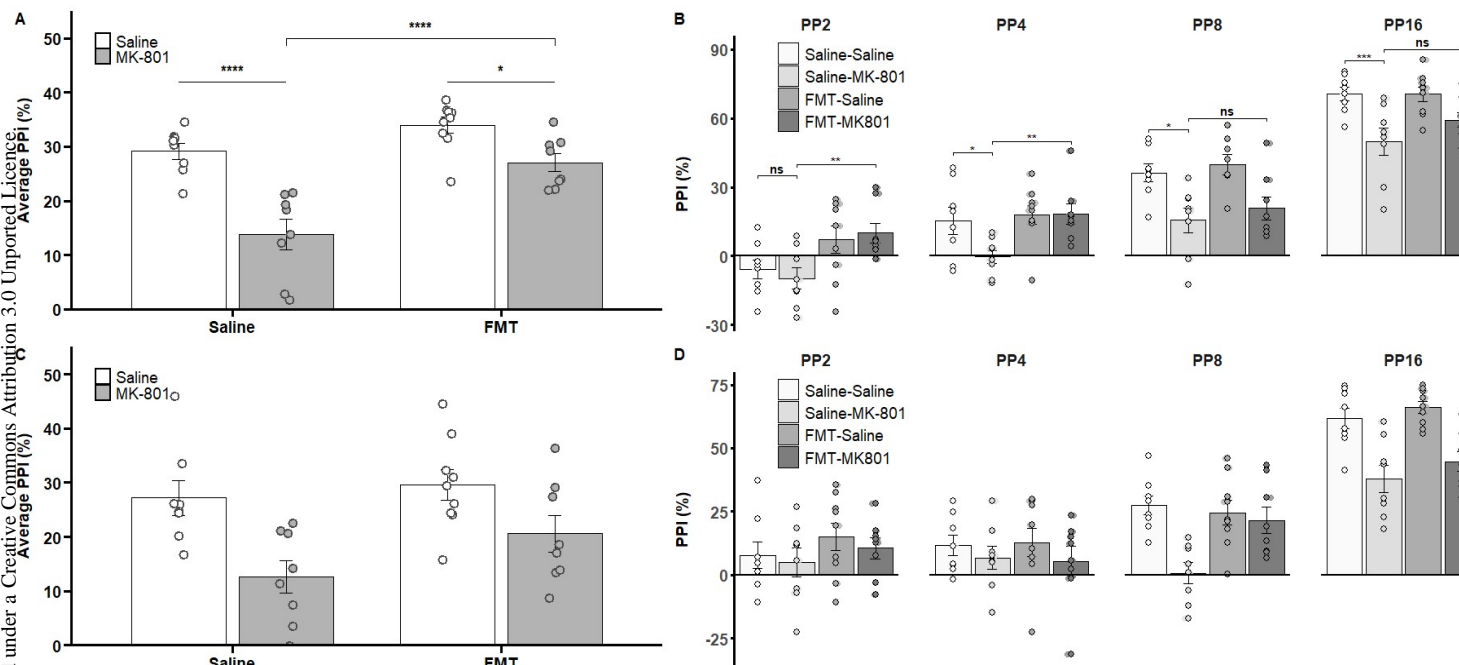 under a Creative Commons Attribution 3.0 Unported Licence.
A
Average PPI (%)
50
40
30
20
10
0
Saline
MK-801
****
****
*
Saline
FMT
B
PPI (%)
90
60
30
0
-30
PP2
PP4
PP8
PP16
Saline-Saline
Saline-MK-801
FMT-Saline
FMT-MK801
ns
**
*
**
*
ns
***
ns
C
Average PPI (%)
50
40
30
20
10
0
Saline
MK-801
Saline
FMT
D
PPI (%)
75
50
25
0
-25
PP2
PP4
PP8
PP16
Saline-Saline
Saline-MK-801
FMT-Saline
FMT-MK801